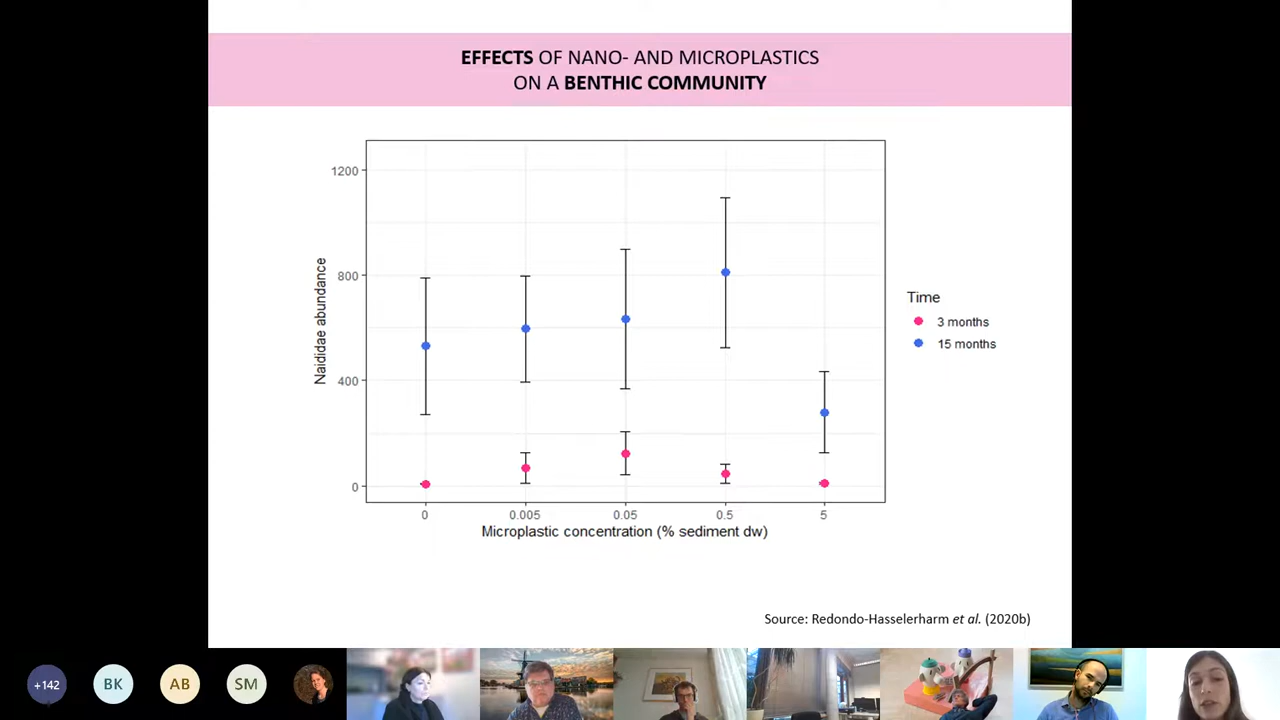 EFFECTS OF NANO- AND MICROPLASTICS
ON A BENTHIC COMMUNITY
1200
800
400
0
Naididae abundance
0 0.005 0.05 0.5 5
Microplastic concentration (% sediment dw)
Time
3 months
15 months
Source: Redondo-Hasselerharm et al. (2020b)
+142 BK AB SM